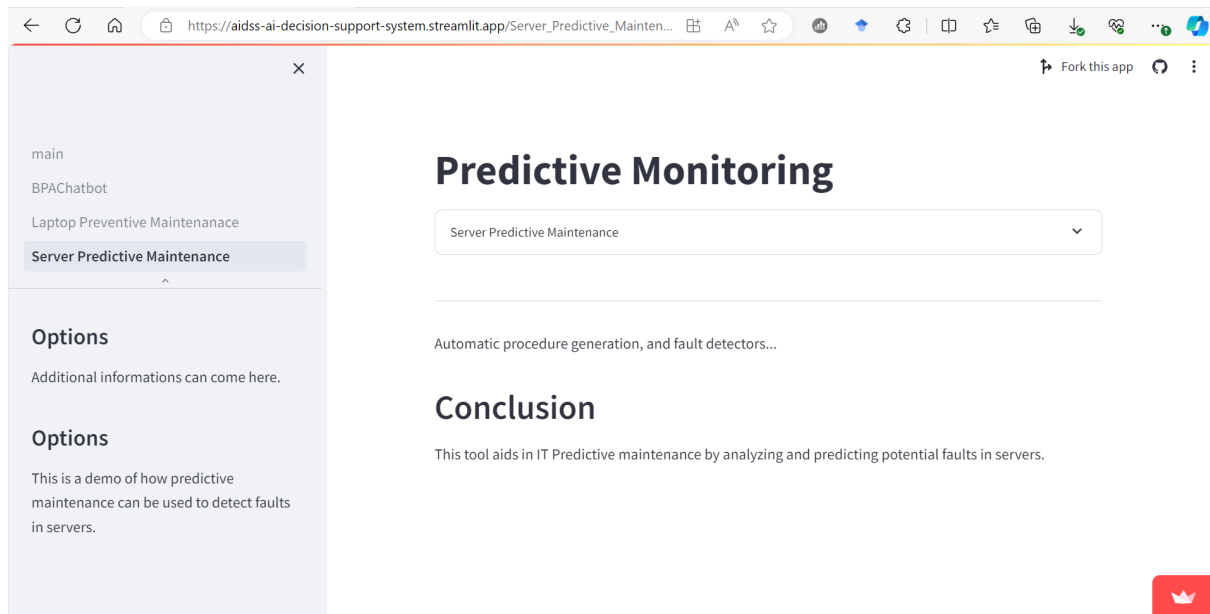 https://aidss-ai-decision-support-system.streamlit.app/Server_Predictive_Mainten...
Fork this app
main
BPAChatbot
Laptop Preventive Maintenanace
Server Predictive Maintenance
Options
Additional informations can come here.
Options
This is a demo of how predictive
maintenance can be used to detect faults
in servers.
Predictive Monitoring
Server Predictive Maintenance
Automatic procedure generation, and fault detectors...
Conclusion
This tool aids in IT Predictive maintenance by analyzing and predicting potential faults in servers.